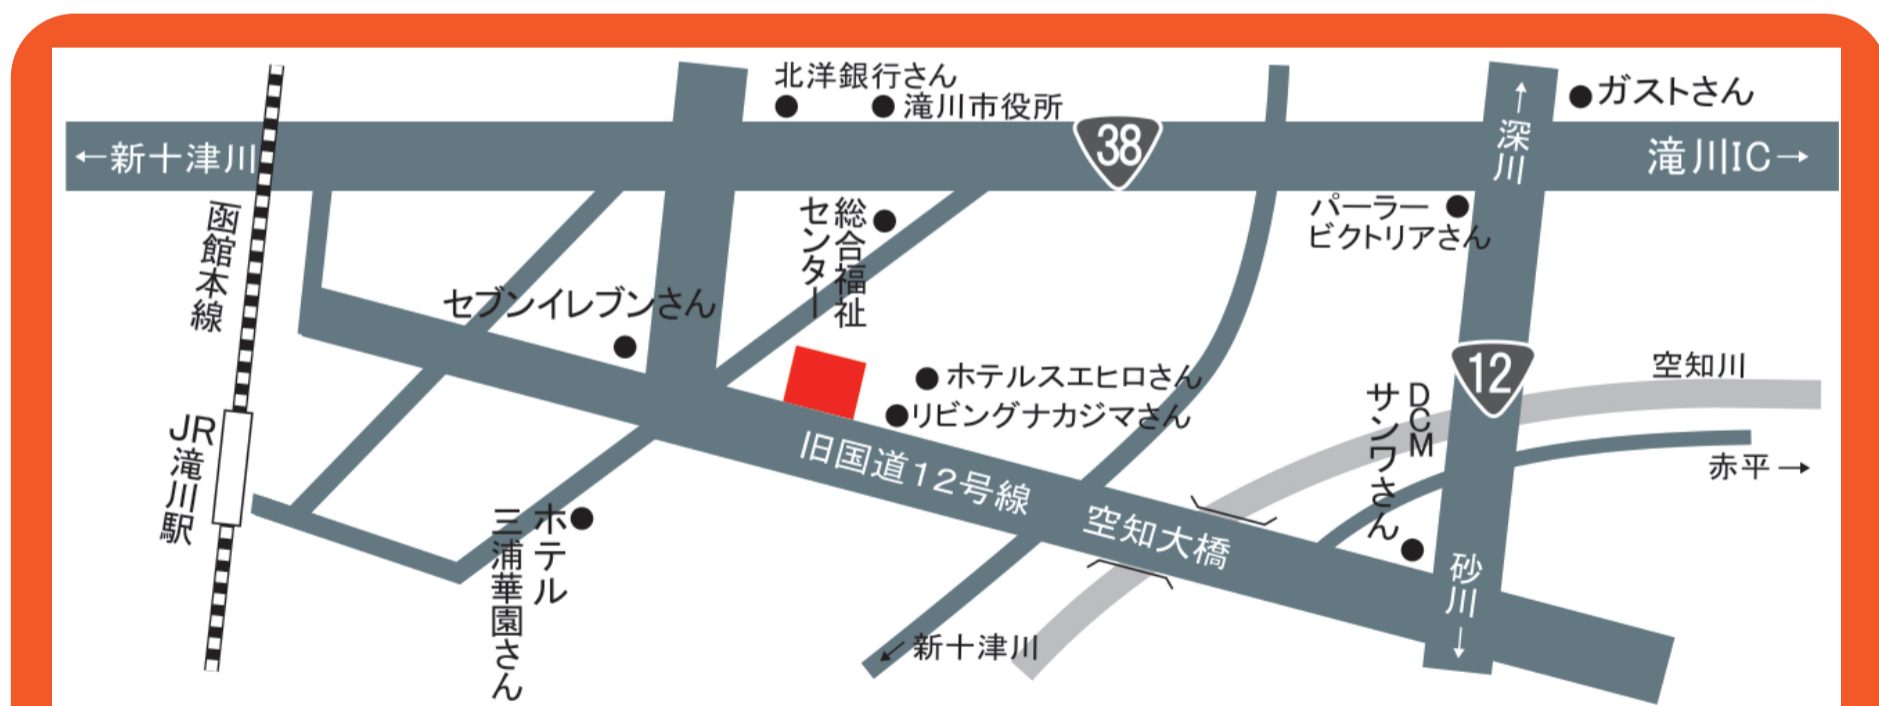 北洋銀行さん
滝川市役所
ガストさん
←新十津川
38
↑深川
滝川IC→
函館本線
総合福祉
センター
パーラー
ビクトリアさん
セブンイレブンさん
12
空知川
ホテルスエヒロさん
リビングナカジマさん
DCM
サンワさん
赤平→
JR滝川駅
旧国道12号線
空知大橋
ホテル
三浦華園さん
砂川↓
↙新十津川